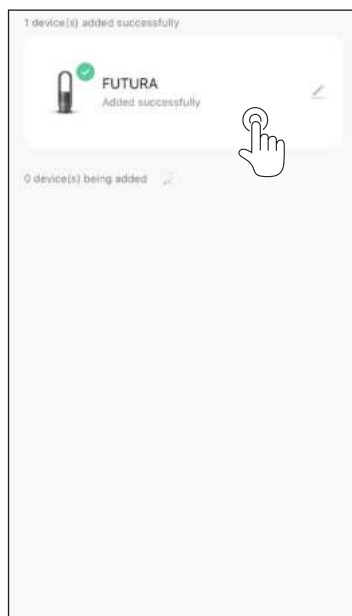 1 device(s) added successfully
FUTURA
Added successfully
0 device(s) being added